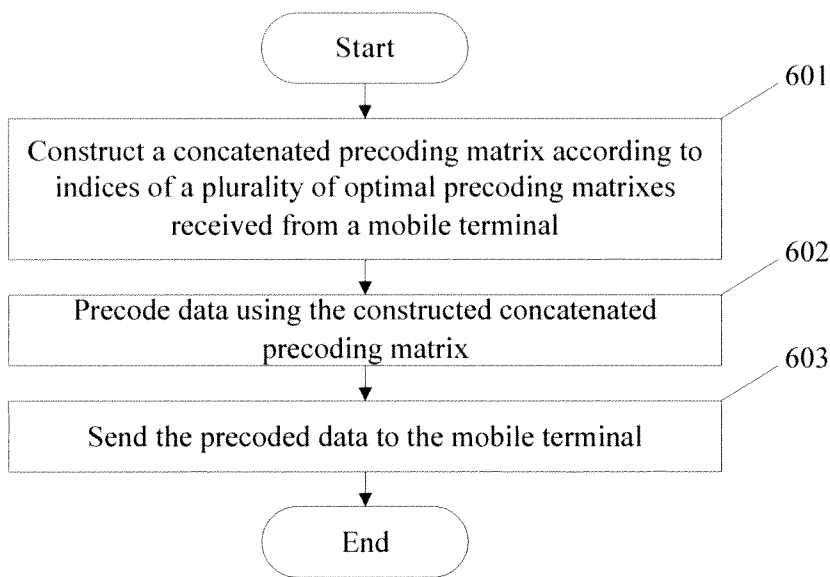 Start
601
Construct a concatenated precoding matrix according to
indices of a plurality of optimal precoding matrixes
received from a mobile terminal
602
Precode data using the constructed concatenated
precoding matrix
603
Send the precoded data to the mobile terminal
End